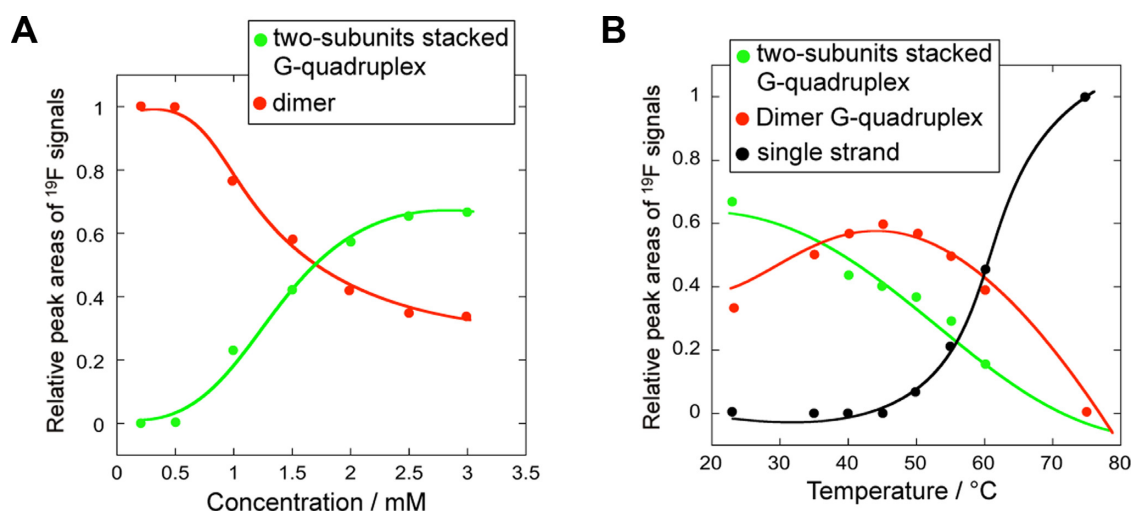 A
two-subunits stacked
G-quadruplex
dimer
Relative peak areas of ¹⁹F signals
1
0.8
0.6
0.4
0.2
0
0
0.5
1
1.5
2
2.5
3
3.5
Concentration / mM
B
two-subunits stacked
G-quadruplex
Dimer G-quadruplex
single strand
Relative peak areas of ¹⁹F signals
1
0.8
0.6
0.4
0.2
0
20
30
40
50
60
70
80
Temperature / °C